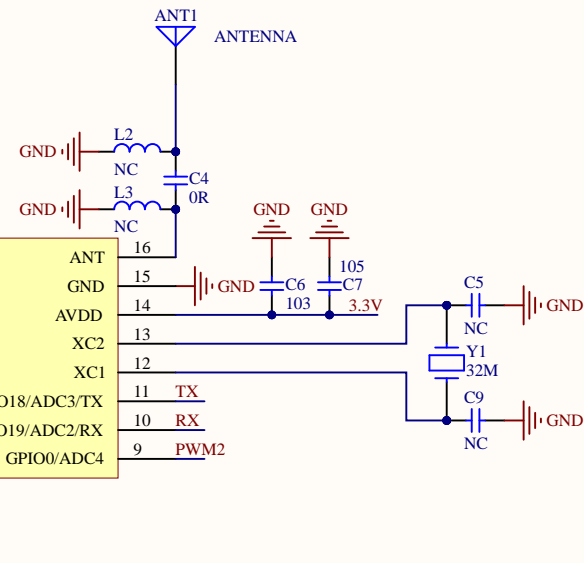 ANT1
ANTENNA
L2
GND
NC
C4
0R
L3
GND
NC
GND
GND
16
ANT
105
15
GND
GND
C6
C7
C5
103
3.3V
GND
14
AVDD
NC
13
XC2
Y1
32M
12
XC1
C9
11
TX
O18/ADC3/TX
GND
10
RX
O19/ADC2/RX
NC
9
PWM2
GPIO0/ADC4